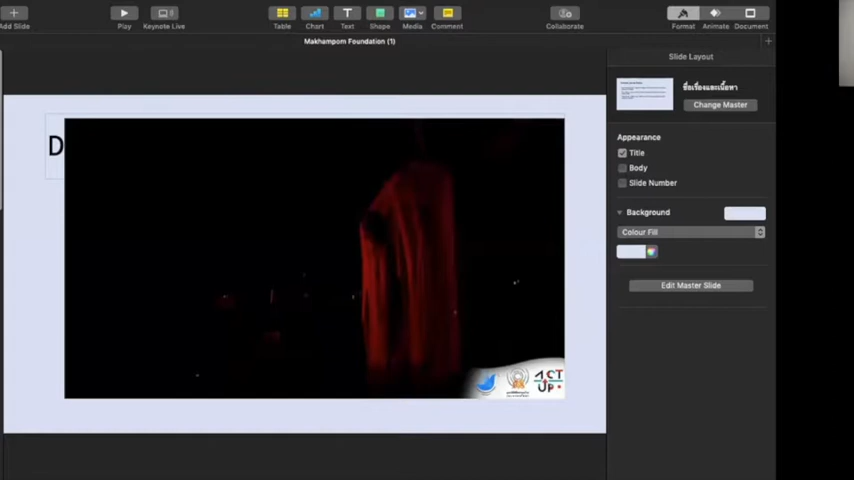 Add Slide
Play
Keynote Live
Table
Chart
Text
Shape
Media
Comment
Collaborate
Format
Animate
Document
Makhampom Foundation (1)
Slide Layout
ชื่อเรื่องและเนื้อหา
Change Master
Appearance
Title
Body
Slide Number
Background
Colour Fill
Edit Master Slide
D
ACT
UP